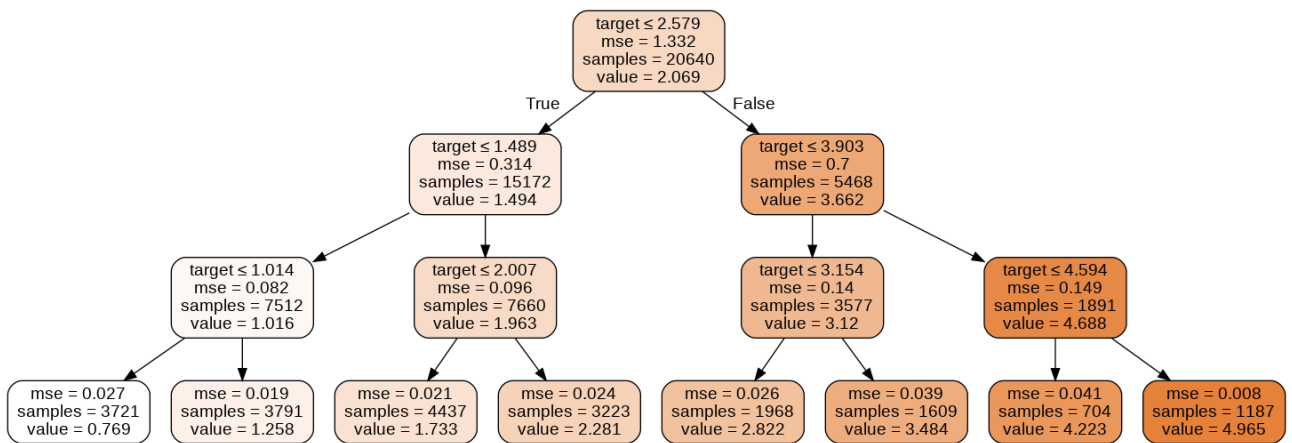 target ≤ 2.579
mse = 1.332
samples = 20640
value = 2.069
True
False
target ≤ 1.489
mse = 0.314
samples = 15172
value = 1.494
target ≤ 3.903
mse = 0.7
samples = 5468
value = 3.662
target ≤ 1.014
mse = 0.082
samples = 7512
value = 1.016
target ≤ 2.007
mse = 0.096
samples = 7660
value = 1.963
target ≤ 3.154
mse = 0.14
samples = 3577
value = 3.12
target ≤ 4.594
mse = 0.149
samples = 1891
value = 4.688
mse = 0.027
samples = 3721
value = 0.769
mse = 0.019
samples = 3791
value = 1.258
mse = 0.021
samples = 4437
value = 1.733
mse = 0.024
samples = 3223
value = 2.281
mse = 0.026
samples = 1968
value = 2.822
mse = 0.039
samples = 1609
value = 3.484
mse = 0.041
samples = 704
value = 4.223
mse = 0.008
samples = 1187
value = 4.965